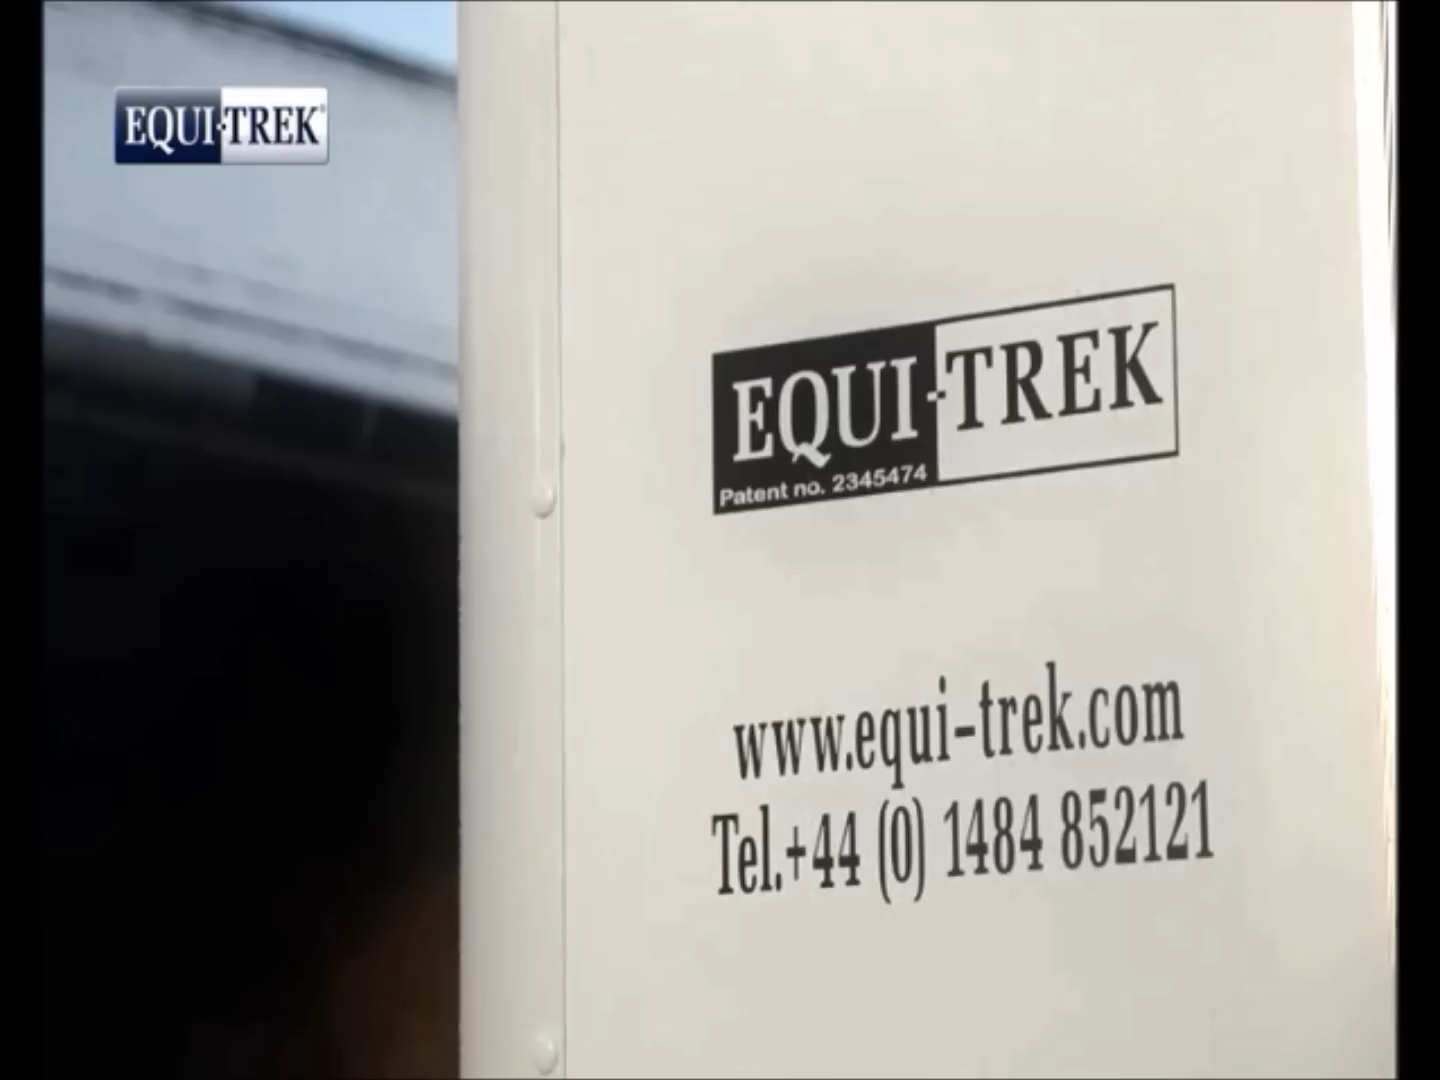 EQUI-TREK®
EQUI-TREK
Patent no. 2345474
www.equi-trek.com
Tel.+44 (0) 1484 852121